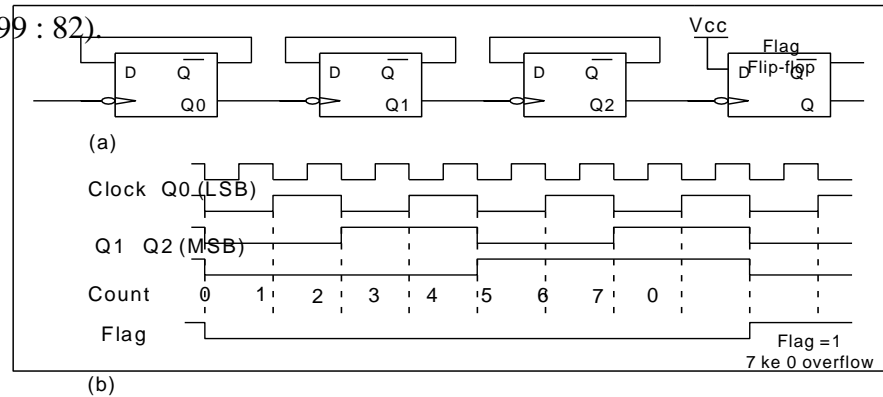 99 : 82).
Vcc
Flag
Flip-flop
D Q D Q D Q D Q
Q0 Q1 Q2 Q
(a)
Clock Q0 (LSB)
Q1 Q2 (MSB)
Count 0 1 2 3 4 5 6 7 0
Flag
Flag =1
7 ke 0 overflow
(b)